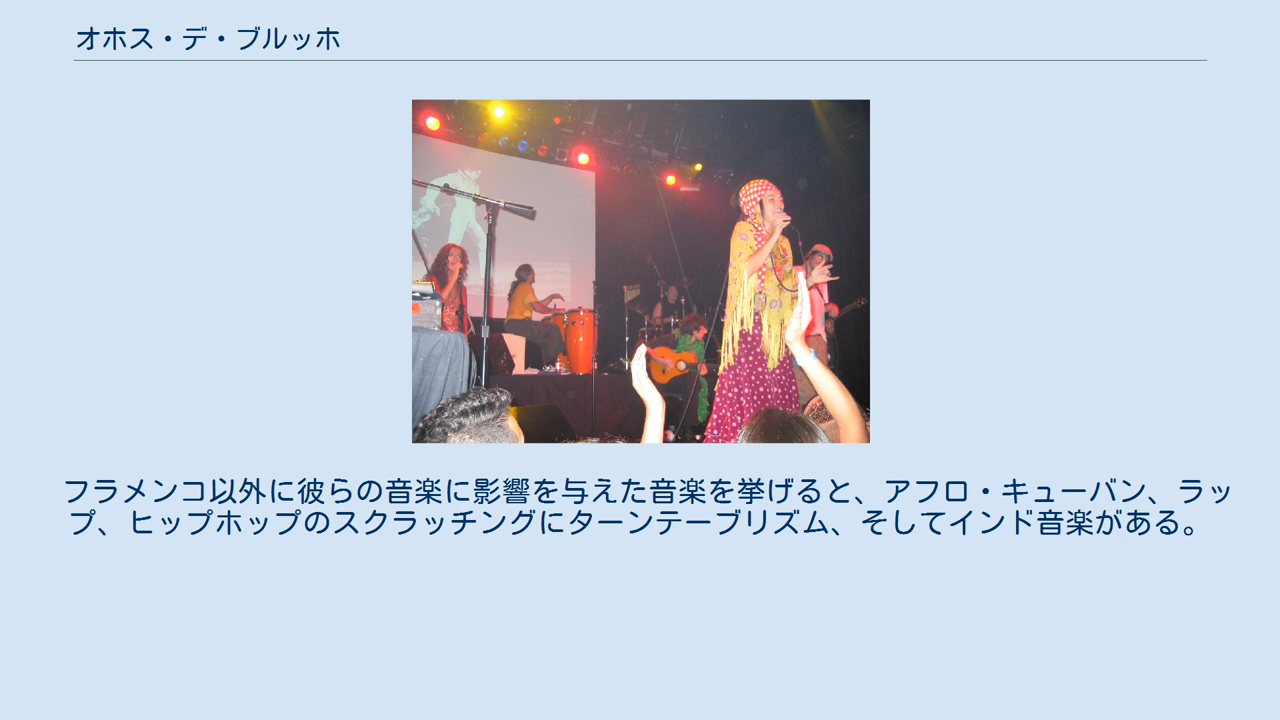 オホス・デ・ブルッホ
フラメンコ以外に彼らの音楽に影響を与えた音楽を挙げると、アフロ・キューバン、ラッ
プ、ヒップホップのスクラッチングにターンテーブリズム、そしてインド音楽がある。